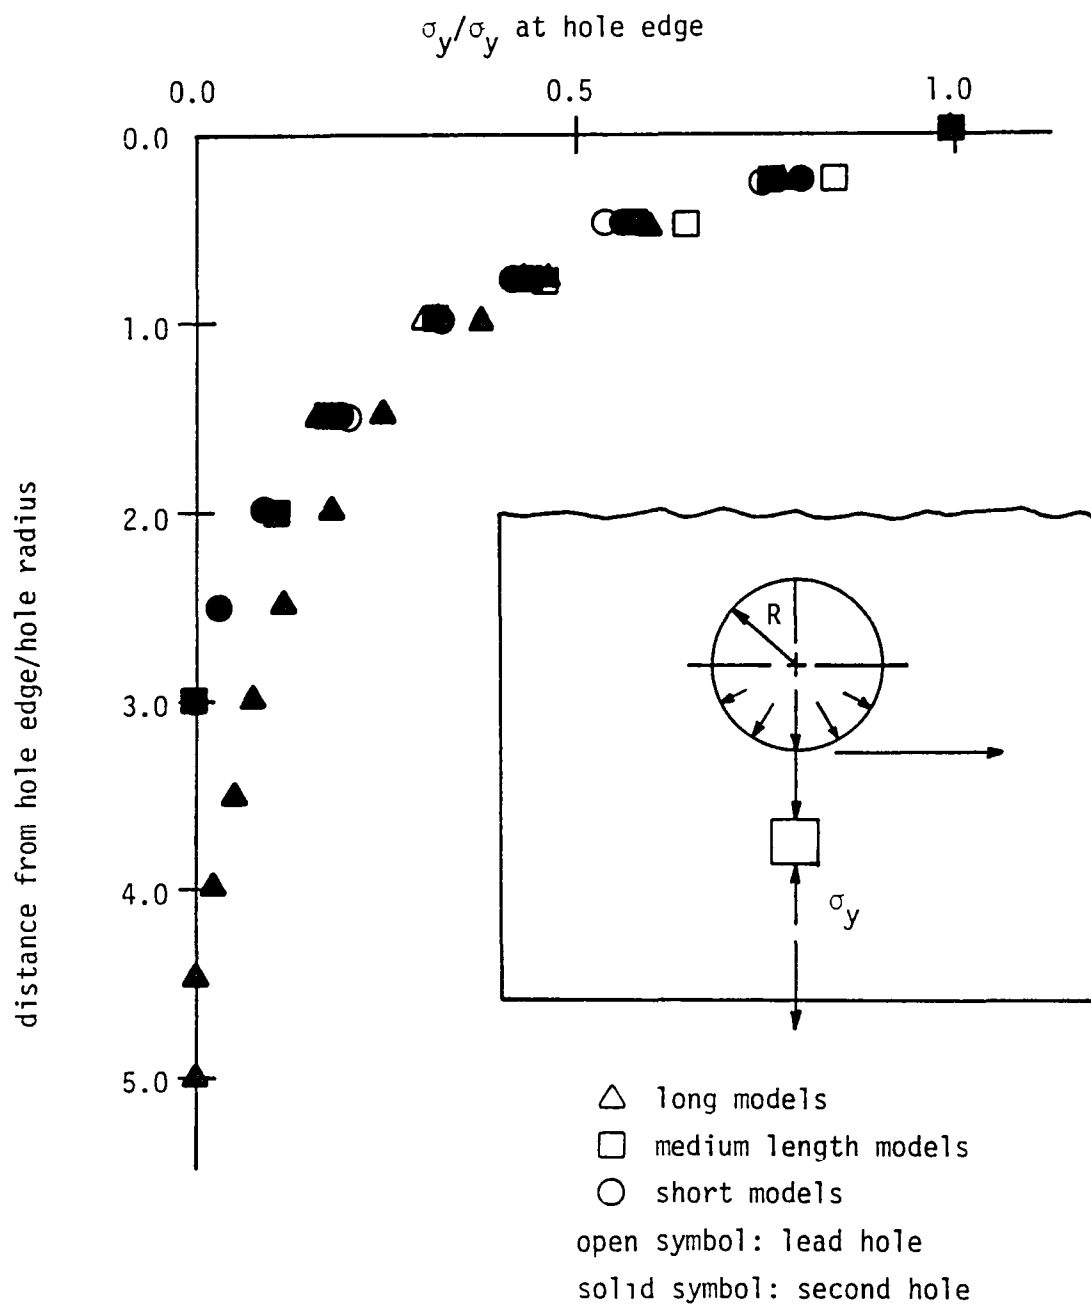 σy/σy at hole edge
0.0 0.5 1.0
0.0
1.0
2.0
3.0
4.0
5.0
distance from hole edge/hole radius
R
σy
long models
medium length models
short models
open symbol: lead hole
solid symbol: second hole